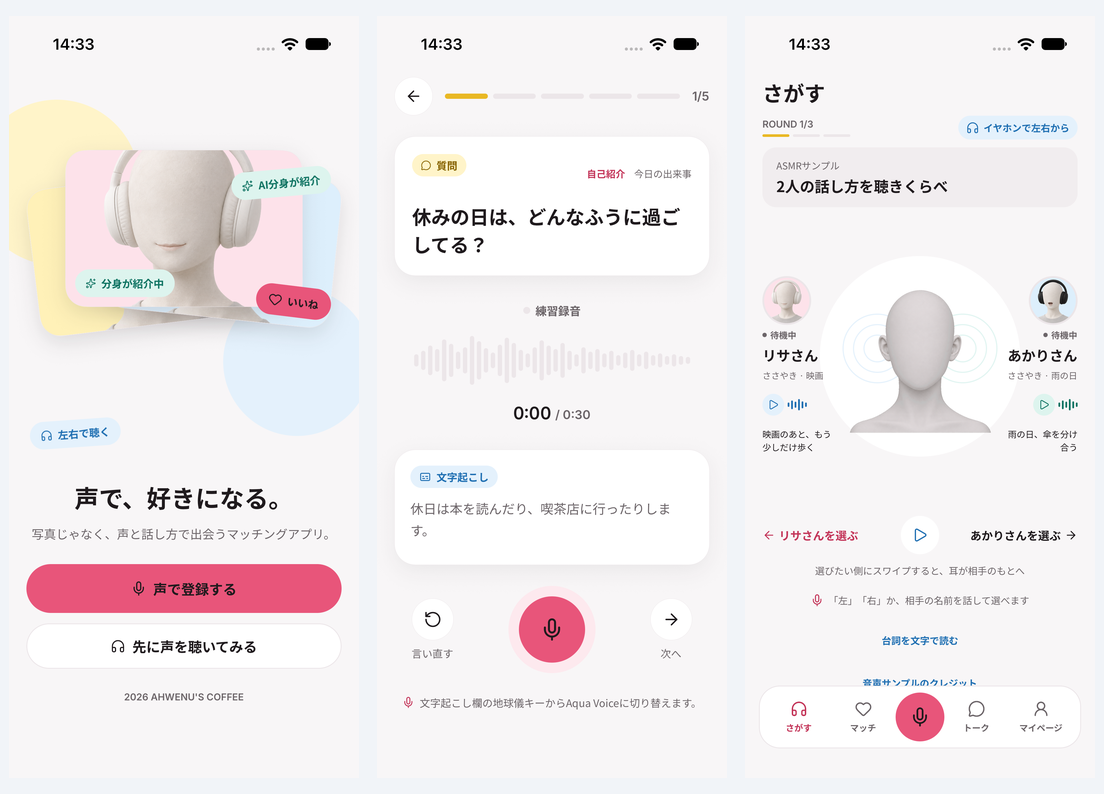 14:33
AI分身が紹介
分身が紹介中
いいね
左右で聴く
声で、好きになる。
写真じゃなく、声と話し方で出会うマッチングアプリ。
声で登録する
先に声を聴いてみる
2026 AHWENU'S COFFEE
14:33
1/5
質問
自己紹介 今日の出来事
休みの日は、どんなふうに過ご
してる？
練習録音
0:00 / 0:30
文字起こし
休日は本を読んだり、喫茶店に行ったりしま
す。
言い直す
次へ
文字起こし欄の地球儀キーからAqua Voiceに切り替えます。
14:33
さがす
ROUND 1/3
イヤホンで左右から
ASMRサンプル
2人の話し方を聴きくらべ
待機中
リサさん
ささやき・映画
映画のあと、もう
少しだけ歩く
待機中
あかりさん
ささやき・雨の日
雨の日、傘を分け
合う
リサさんを選ぶ
あかりさんを選ぶ
選びたい側にスワイプすると、耳が相手のもとへ
「左」「右」か、相手の名前を話して選べます
台詞を文字で読む
音声サンプルのクレジット
さがす
マッチ
トーク
マイページ